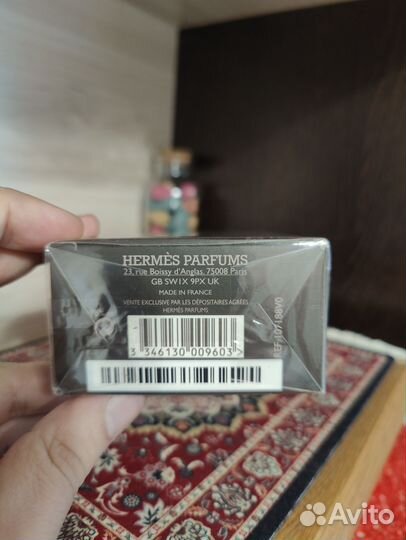 HERMÈS PARFUMS
23, rue Boissy d'Anglas, 75008 Paris
GB SW1X 9PX UK
MADE IN FRANCE
VENTE EXCLUSIVE PAR LES DÉPOSITAIRES AGRÉÉS
HERMÈS PARFUMS
3 346130 009603>
Avito